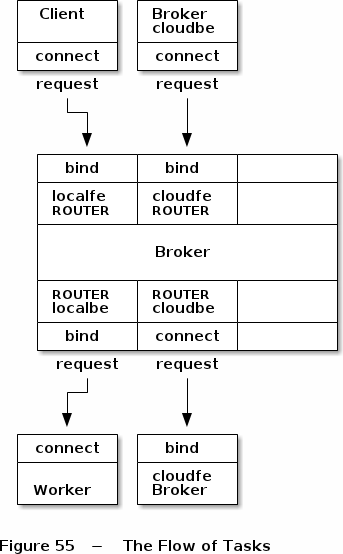 Client
connect
request
Broker
cloudbe
connect
request
bind
bind
localfe
ROUTER
cloudfe
ROUTER
Broker
ROUTER
localbe
ROUTER
cloudbe
bind
connect
request
request
connect
Worker
bind
cloudfe
Broker
Figure 55 − The Flow of Tasks